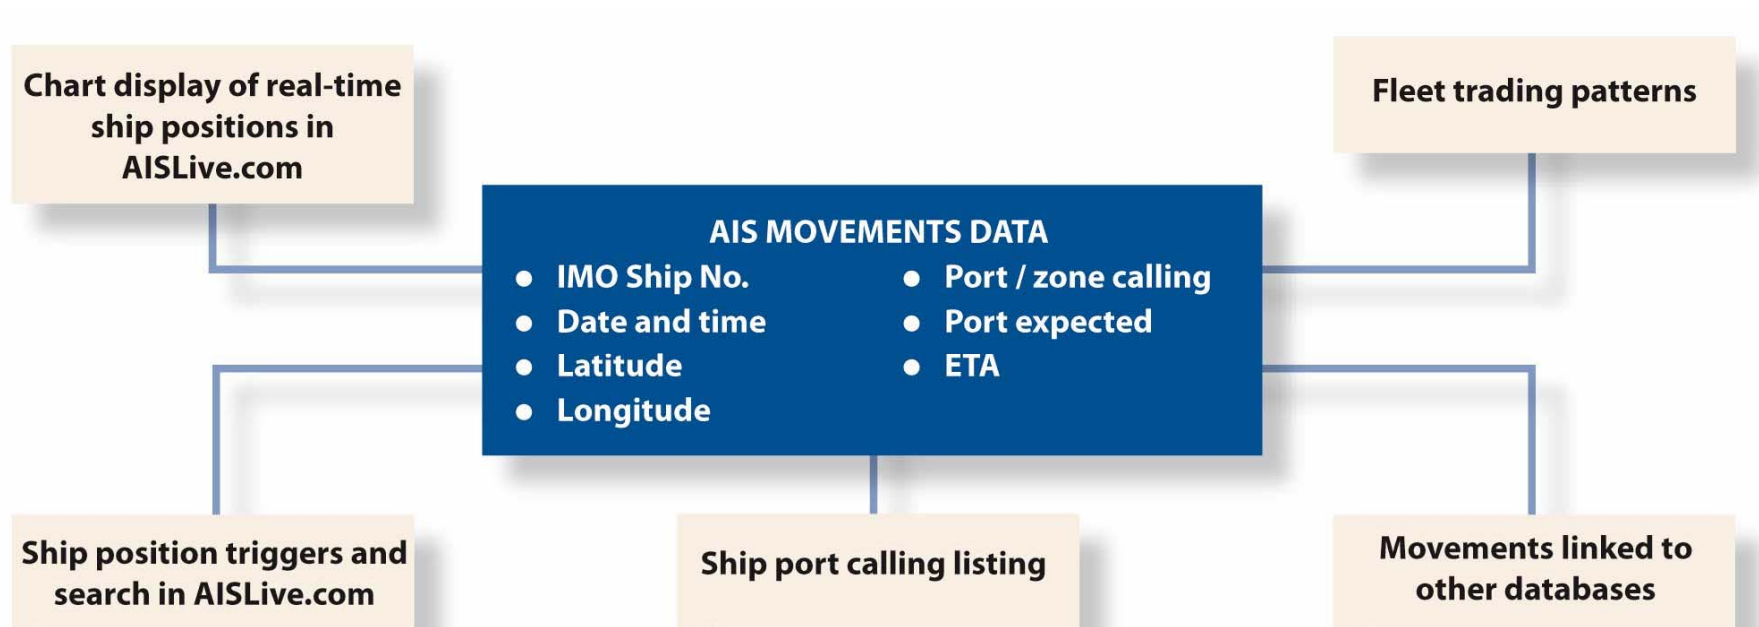 Chart display of real-time
ship positions in
AISLive.com
Fleet trading patterns
AIS MOVEMENTS DATA
● IMO Ship No.
● Date and time
● Latitude
● Longitude
● Port / zone calling
● Port expected
● ETA
Ship position triggers and
search in AISLive.com
Ship port calling listing
Movements linked to
other databases